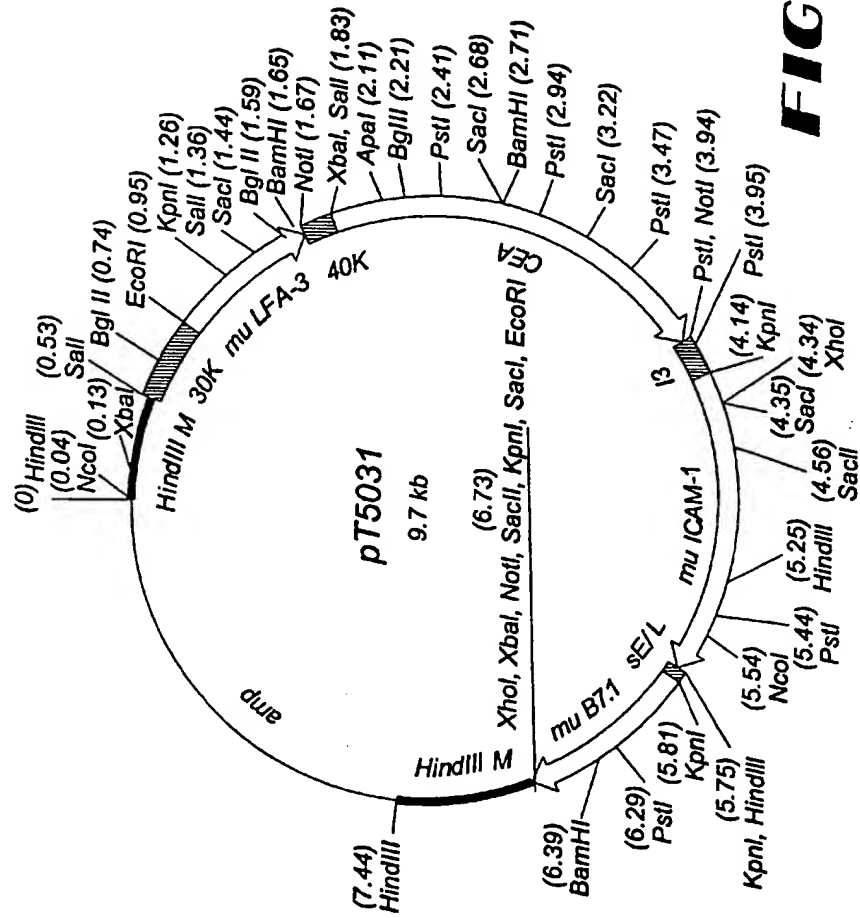 (0) HindIII
(0.04) NcoI
(0.13) XbaI
(0.53) SalI
Bgl II (0.74)
EcoRI (0.95)
KpnI (1.26)
SalI (1.36)
SacI (1.44)
Bgl II (1.59)
BamHI (1.65)
NotI (1.67)
XbaI, SalI (1.83)
ApaI (2.11)
BglII (2.21)
PstI (2.41)
SacI (2.68)
BamHI (2.71)
PstI (2.94)
SacI (3.22)
PstI (3.47)
PstI, NotI (3.94)
PstI (3.95)
(4.14) KpnI
(4.34) XhoI
(4.35) SacI
(4.56) SacII
(5.25) HindIII
(5.44) PstI
(5.54) NcoI
(5.75) KpnI, HindIII
(5.81) KpnI
(6.29) PstI
(6.39) BamHI
(6.73)
XhoI, XbaI, NotI, SacII, KpnI, SacI, EcoRI
(7.44) HindIII
HindIII M
30K
mu LFA-3
40K
CEA
I3
mu ICAM-1
sE/L
mu B7.1
HindIII M
amp
pT5031
9.7 kb
FIG